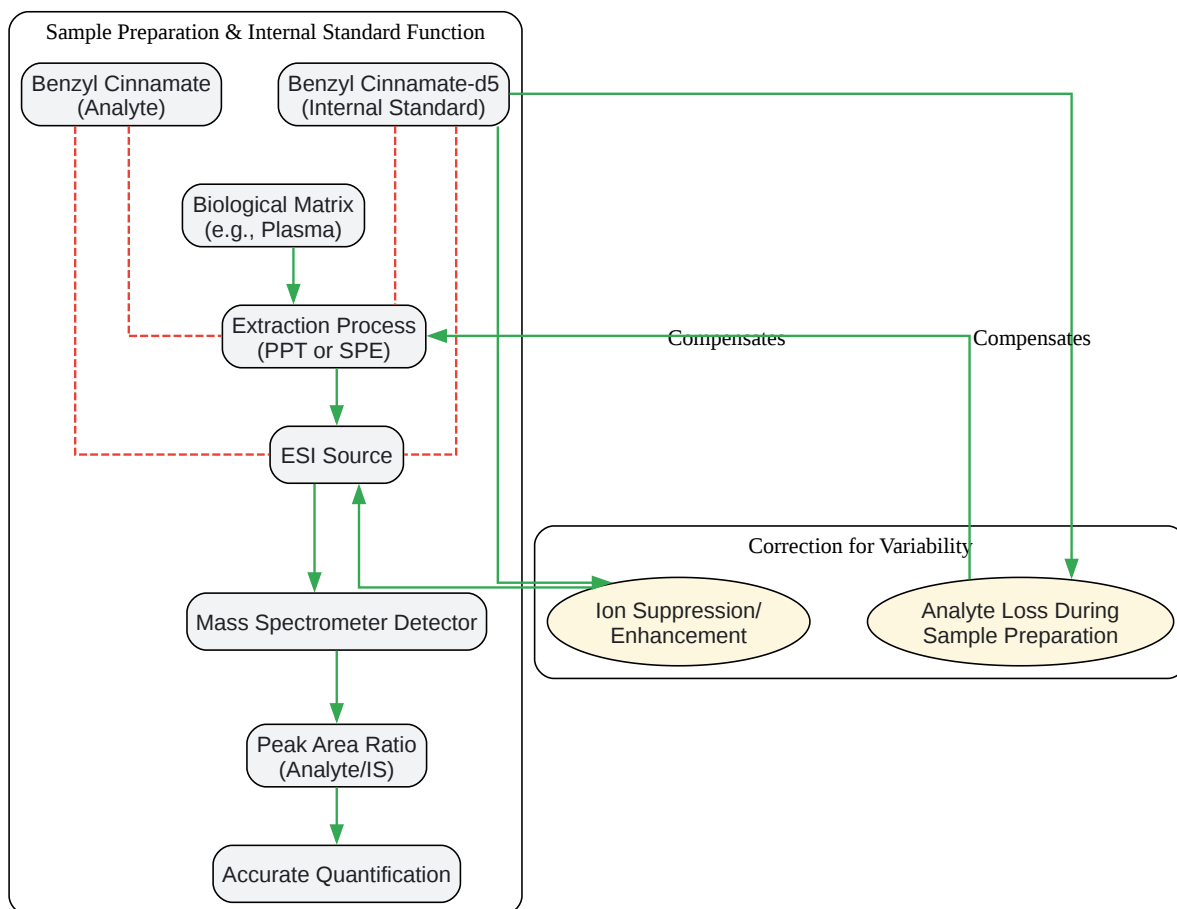 Sample Preparation & Internal Standard Function
Benzyl Cinnamate
(Analyte)
Benzyl Cinnamate-d5
(Internal Standard)
Biological Matrix
(e.g., Plasma)
Extraction Process
(PPT or SPE)
Compensates
Compensates
ESI Source
Correction for Variability
Ion Suppression/
Enhancement
Analyte Loss During
Sample Preparation
Mass Spectrometer Detector
Peak Area Ratio
(Analyte/IS)
Accurate Quantification